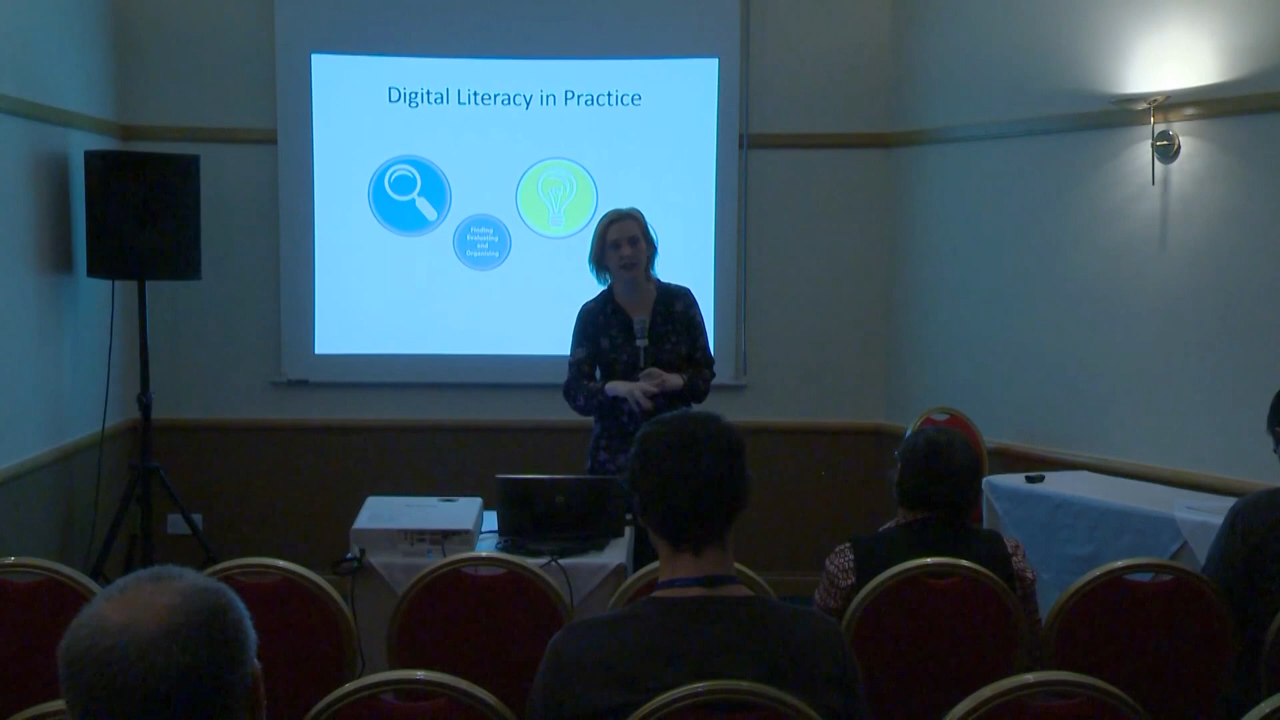 Digital Literacy in Practice
Finding
Evaluating
and
Organising